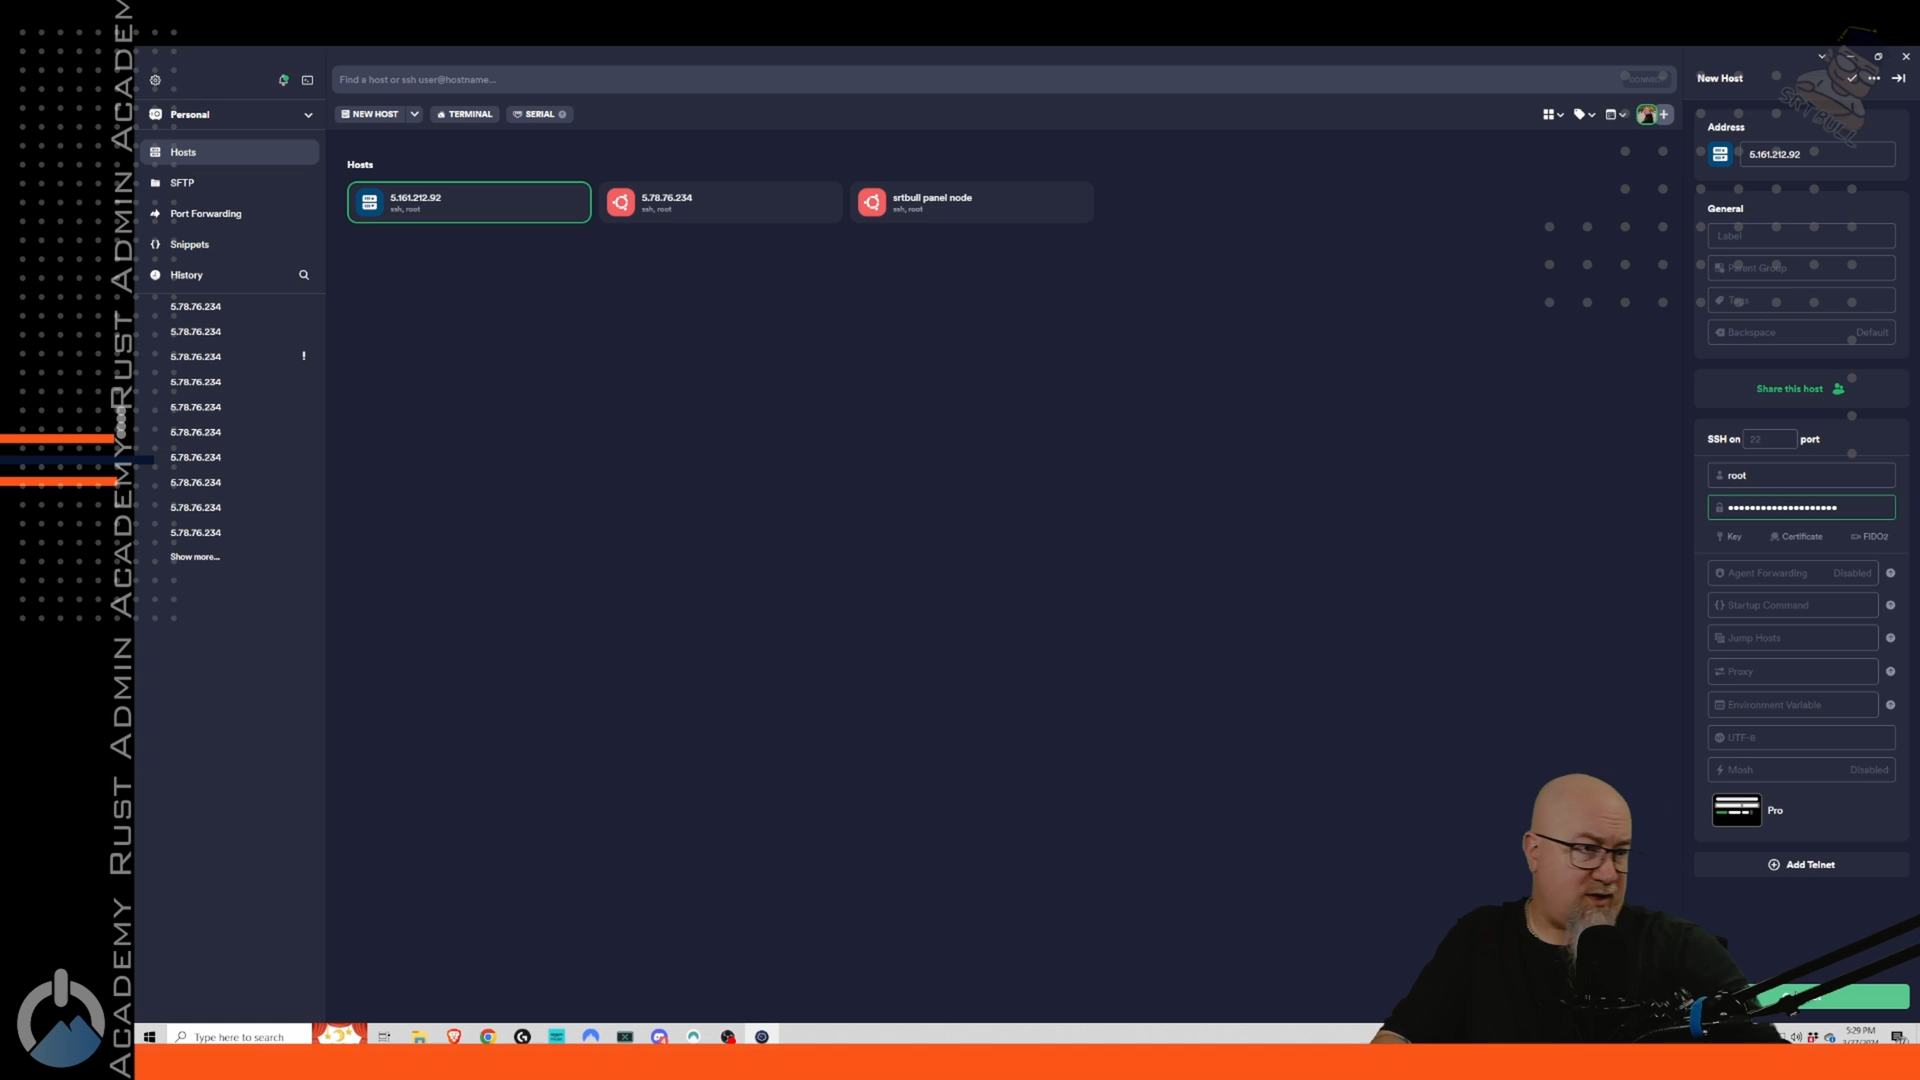 RUST ADMIN ACADEMY
RUST ADMIN ACADEMY
ACADEMY
SRTBULL
Find a host or ssh user@hostname...
CONNECT
New Host
Personal
NEW HOST
TERMINAL
SERIAL
Hosts
SFTP
Port Forwarding
Snippets
History
5.78.76.234
5.78.76.234
5.78.76.234 !
5.78.76.234
5.78.76.234
5.78.76.234
5.78.76.234
5.78.76.234
5.78.76.234
5.78.76.234
Show more...
Hosts
5.161.212.92
ssh, root
5.78.76.234
ssh, root
srtbull panel node
ssh, root
Address
5.161.212.92
General
Label
Parent Group
Tags
Backspace Default
Share this host
SSH on 22 port
root
••••••••••••••••••••
Key Certificate FIDO2
Agent Forwarding Disabled
Startup Command
Jump Hosts
Proxy
Environment Variable
UTF-8
Mosh Disabled
Pro
Add Telnet
Type here to search
5:29 PM